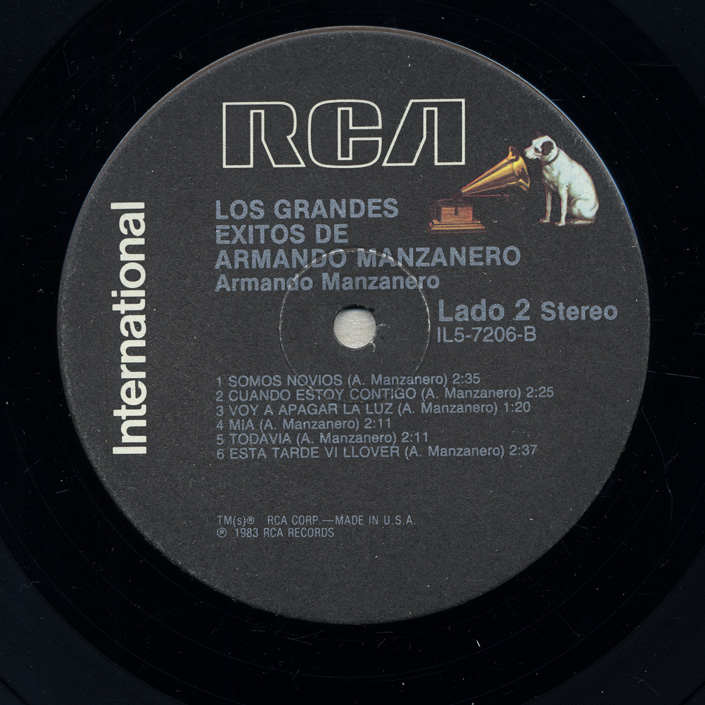 RCA
International
LOS GRANDES
EXITOS DE
ARMANDO MANZANERO
Armando Manzanero
Lado 2 Stereo
IL5-7206-B
1 SOMOS NOVIOS (A. Manzanero) 2:35
2 CUANDO ESTOY CONTIGO (A. Manzanero) 2:25
3 VOY A APAGAR LA LUZ (A. Manzanero) 1:20
4 MIA (A. Manzanero) 2:11
5 TODAVIA (A. Manzanero) 2:11
6 ESTA TARDE VI LLOVER (A. Manzanero) 2:37
TM(s)® RCA CORP.—MADE IN U.S.A.
℗ 1983 RCA RECORDS